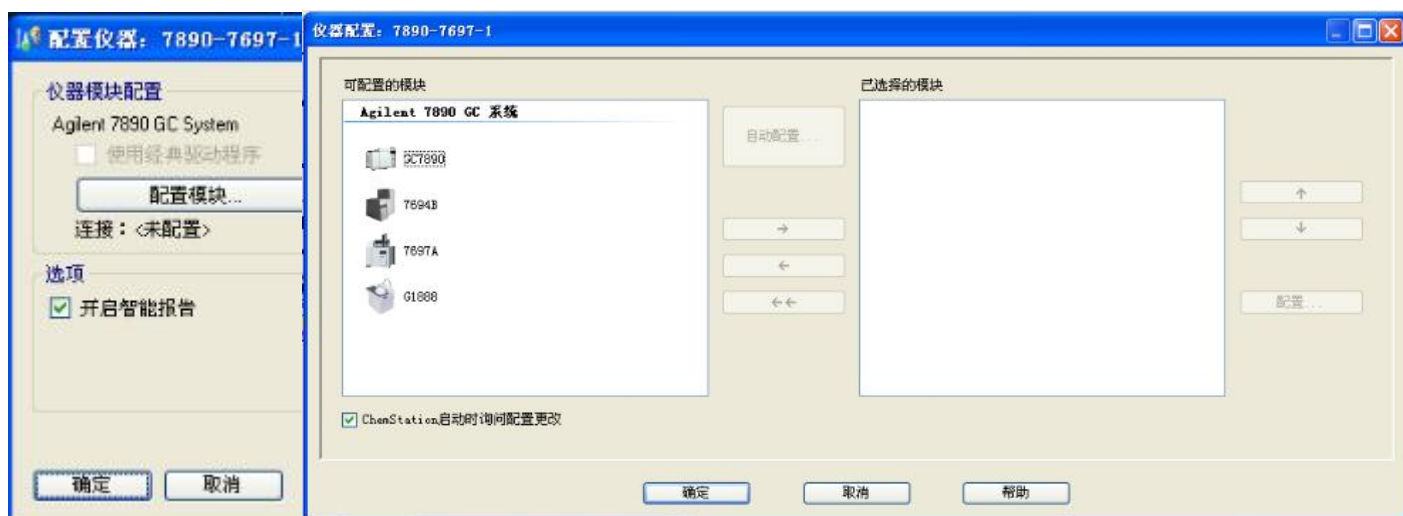 配置仪器：7890-7697-1
仪器模块配置
Agilent 7890 GC System
使用经典驱动程序
配置模块...
连接：<未配置>
选项
开启智能报告
确定
取消
仪器配置：7890-7697-1
可配置的模块
已选择的模块
Agilent 7890 GC 系统
GC7890
7694B
7697A
G1888
自动配置...
→
←
←←
↑
↓
配置...
ChemStation启动时询问配置更改
确定
取消
帮助